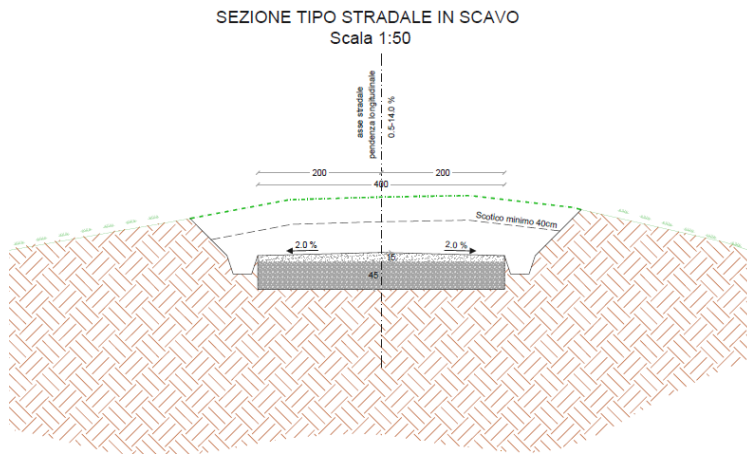 SEZIONE TIPO STRADALE IN SCAVO
Scala 1:50
asse stradale
pendenza longitudinale
0.5-14.0 %
200
200
400
Scotico minimo 40cm
2.0 %
2.0 %
15
45